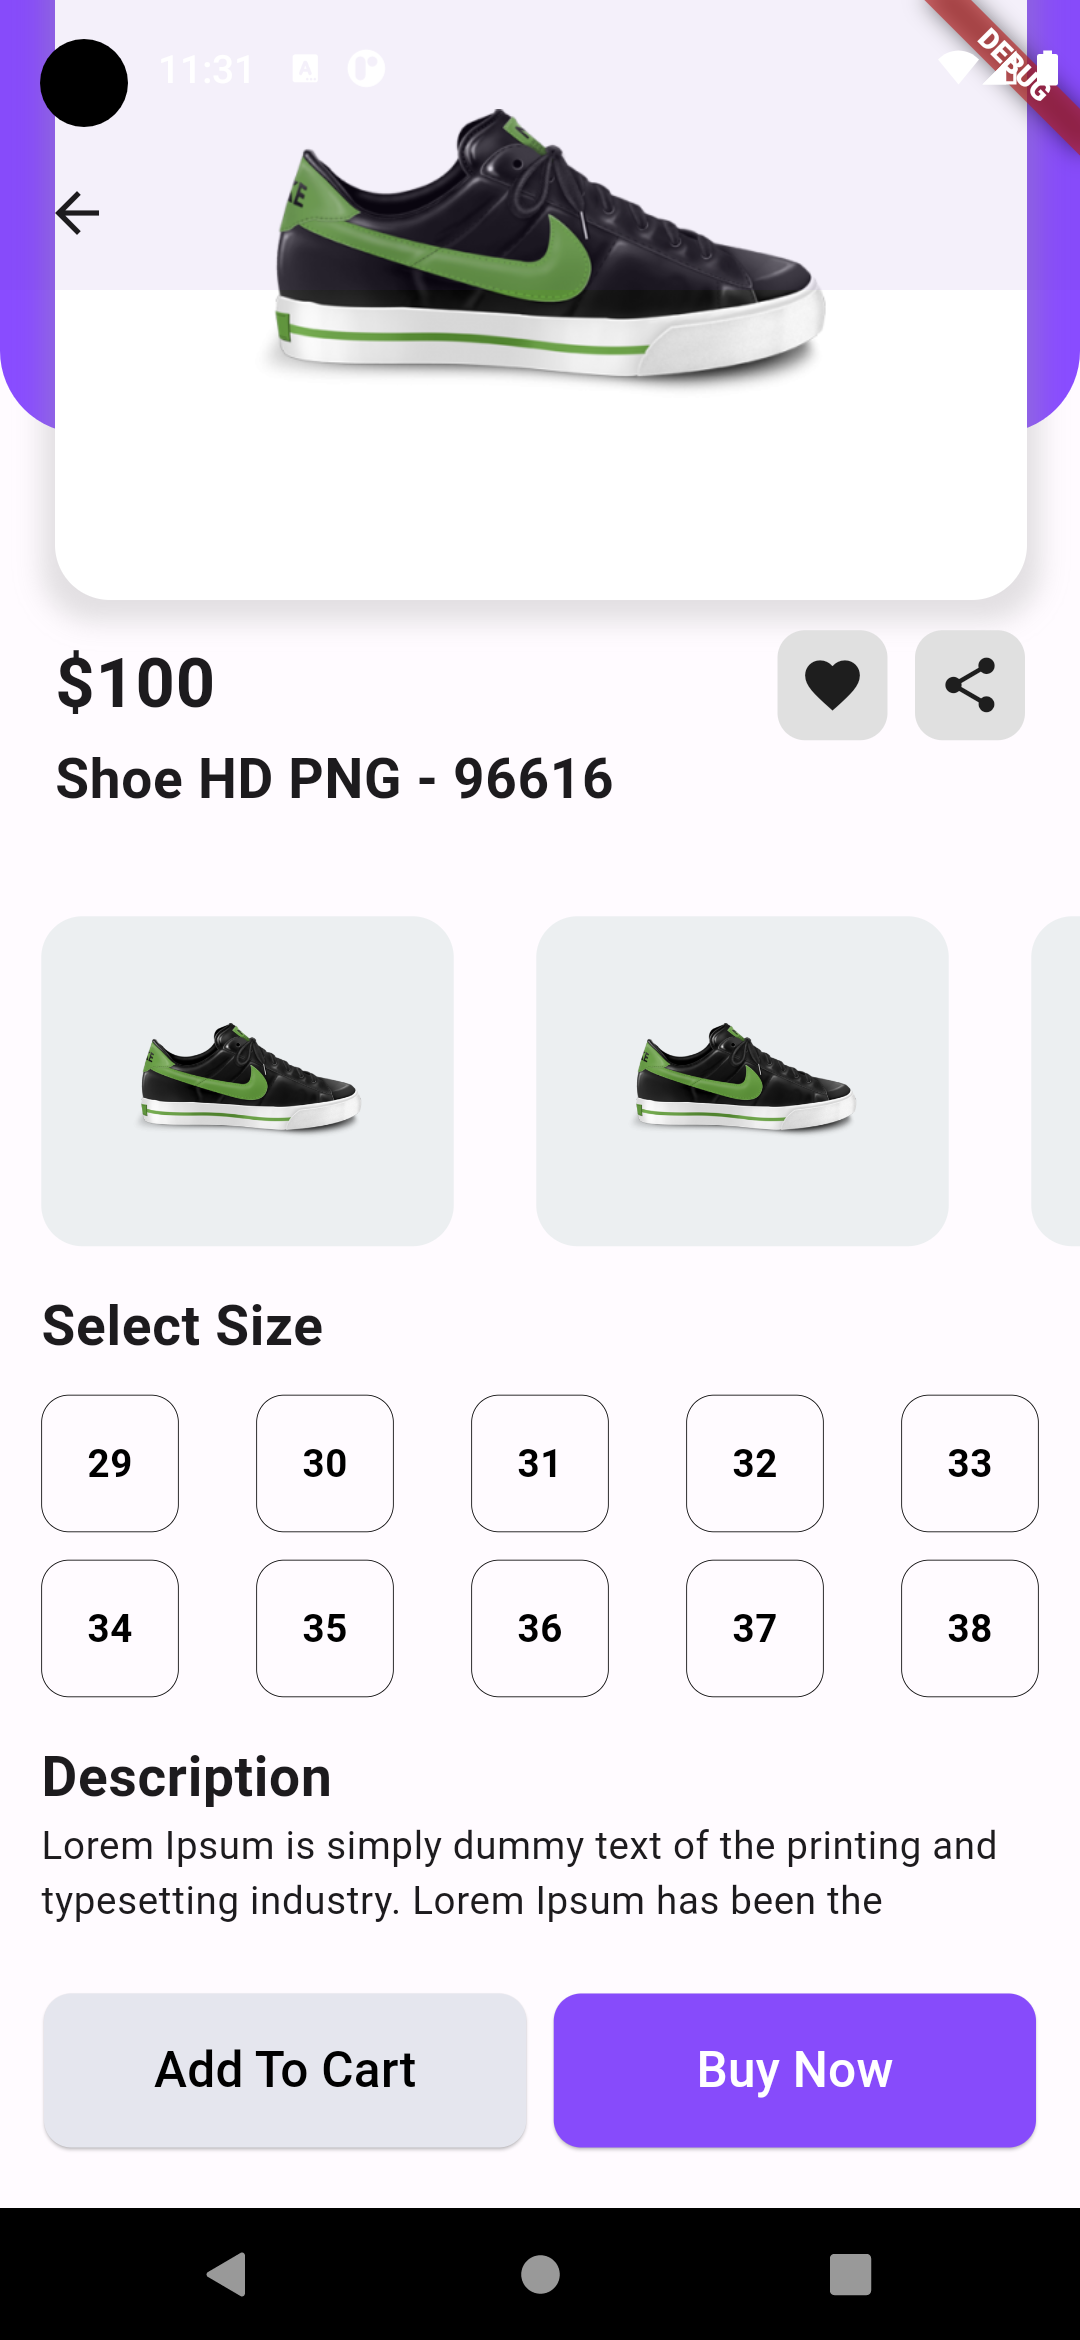 11:31
DEBUG
$100
Shoe HD PNG - 96616
Select Size
29 30 31 32 33
34 35 36 37 38
Description
Lorem Ipsum is simply dummy text of the printing and
typesetting industry. Lorem Ipsum has been the
Add To Cart Buy Now